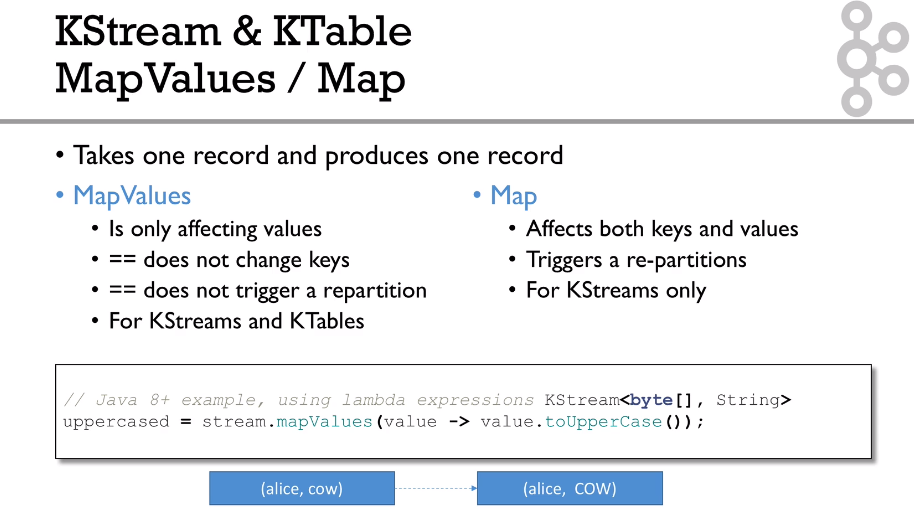 KStream & KTable
MapValues / Map
• Takes one record and produces one record
• MapValues
• Is only affecting values
• == does not change keys
• == does not trigger a repartition
• For KStreams and KTables
• Map
• Affects both keys and values
• Triggers a re-partitions
• For KStreams only
// Java 8+ example, using lambda expressions KStream<byte[], String>
uppercased = stream.mapValues(value -> value.toUpperCase());
(alice, cow)
(alice, COW)